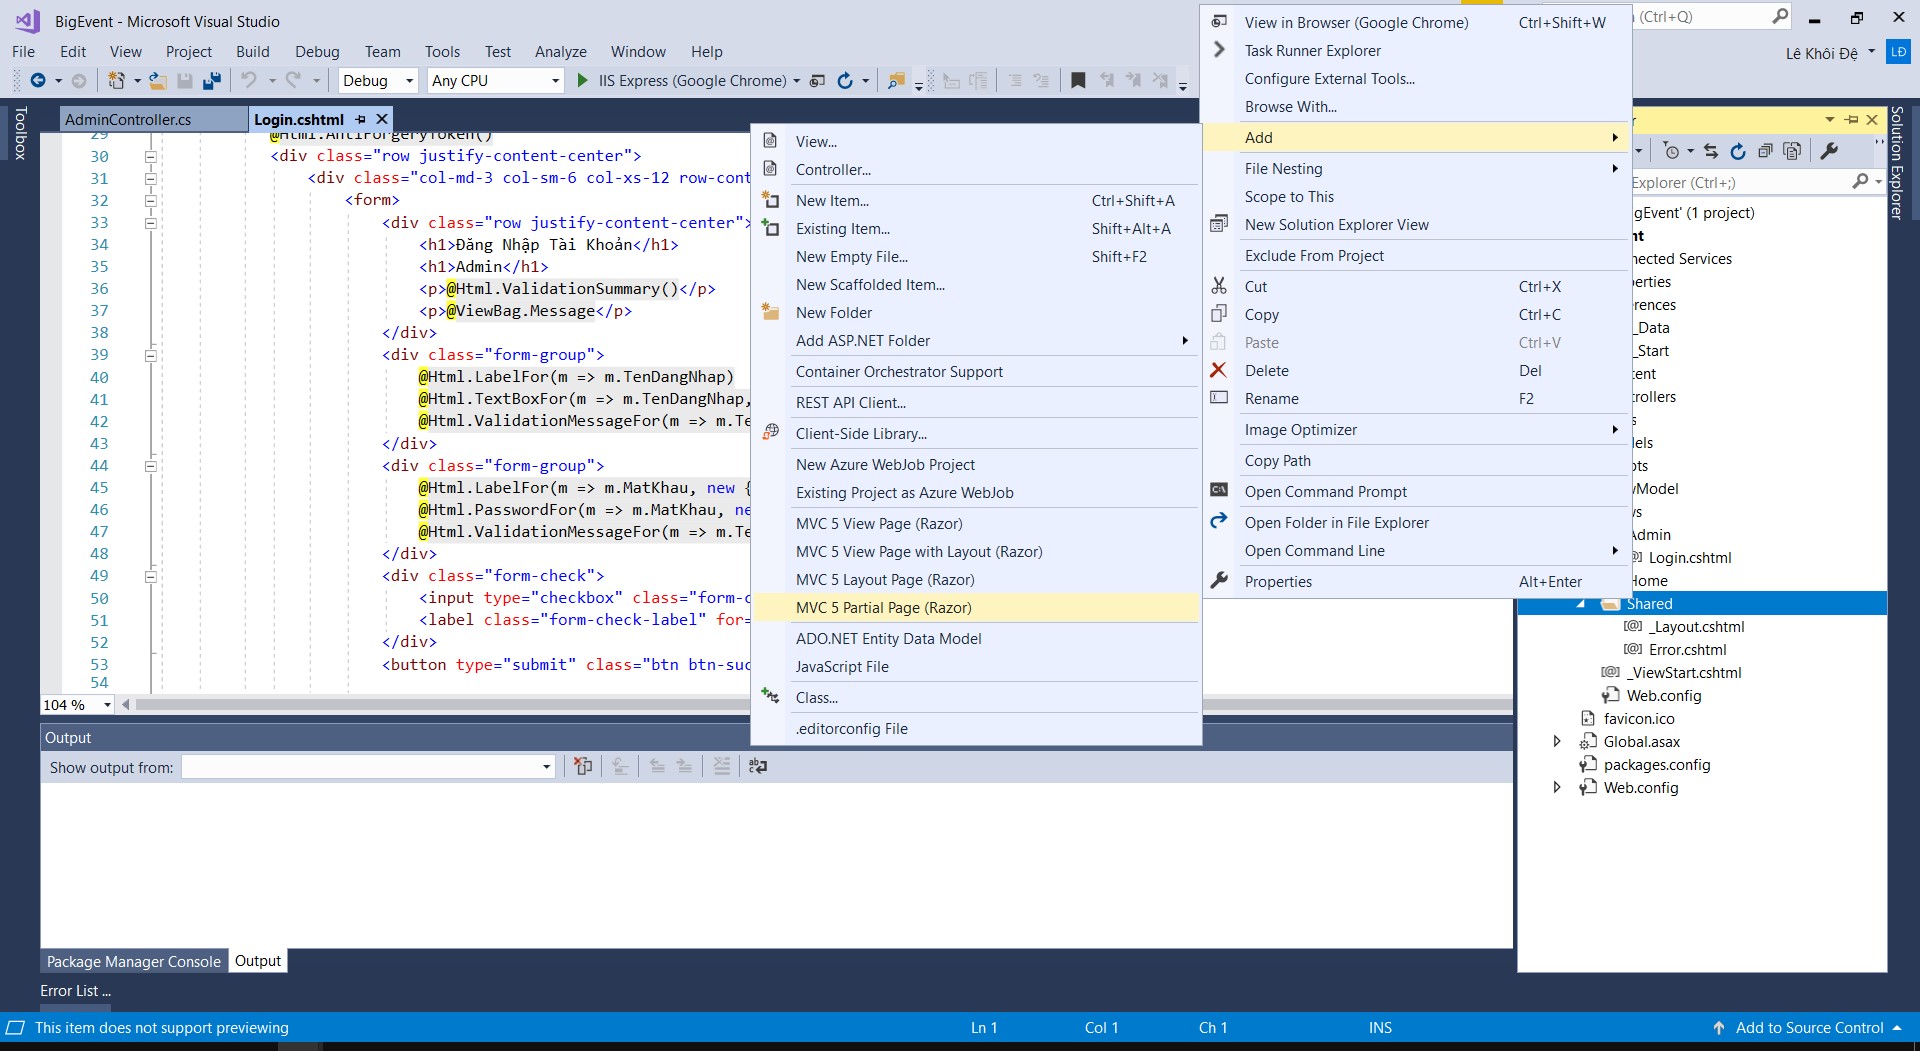 BigEvent - Microsoft Visual Studio
(Ctrl+Q)
File Edit View Project Build Debug Team Tools Test Analyze Window Help
Lê Khôi Đệ LĐ
Debug Any CPU IIS Express (Google Chrome)
Toolbox
AdminController.cs Login.cshtml
29 @Html.AntiForgeryToken()
30 <div class="row justify-content-center">
31 <div class="col-md-3 col-sm-6 col-xs-12 row-cont
32 <form>
33 <div class="row justify-content-center">
34 <h1>Đăng Nhập Tài Khoản</h1>
35 <h1>Admin</h1>
36 <p>@Html.ValidationSummary()</p>
37 <p>@ViewBag.Message</p>
38 </div>
39 <div class="form-group">
40 @Html.LabelFor(m => m.TenDangNhap)
41 @Html.TextBoxFor(m => m.TenDangNhap,
42 @Html.ValidationMessageFor(m => m.Te
43 </div>
44 <div class="form-group">
45 @Html.LabelFor(m => m.MatKhau, new {
46 @Html.PasswordFor(m => m.MatKhau, ne
47 @Html.ValidationMessageFor(m => m.Te
48 </div>
49 <div class="form-check">
50 <input type="checkbox" class="form-c
51 <label class="form-check-label" for=
52 </div>
53 <button type="submit" class="btn btn-suc
54
104 %
View...
Controller...
New Item... Ctrl+Shift+A
Existing Item... Shift+Alt+A
New Empty File... Shift+F2
New Scaffolded Item...
New Folder
Add ASP.NET Folder
Container Orchestrator Support
REST API Client...
Client-Side Library...
New Azure WebJob Project
Existing Project as Azure WebJob
MVC 5 View Page (Razor)
MVC 5 View Page with Layout (Razor)
MVC 5 Layout Page (Razor)
MVC 5 Partial Page (Razor)
ADO.NET Entity Data Model
JavaScript File
Class...
.editorconfig File
View in Browser (Google Chrome) Ctrl+Shift+W
Task Runner Explorer
Configure External Tools...
Browse With...
Add
File Nesting
Scope to This
New Solution Explorer View
Exclude From Project
Cut Ctrl+X
Copy Ctrl+C
Paste Ctrl+V
Delete Del
Rename F2
Image Optimizer
Copy Path
Open Command Prompt
Open Folder in File Explorer
Open Command Line
Properties Alt+Enter
Solution Explorer
r
Explorer (Ctrl+;)
igEvent' (1 project)
nt
nected Services
perties
erences
_Data
_Start
tent
trollers
s
dels
pts
wModel
ws
Admin
Login.cshtml
Home
Shared
_Layout.cshtml
Error.cshtml
_ViewStart.cshtml
Web.config
favicon.ico
Global.asax
packages.config
Web.config
Output
Show output from:
Package Manager Console Output
Error List ...
This item does not support previewing Ln 1 Col 1 Ch 1 INS Add to Source Control